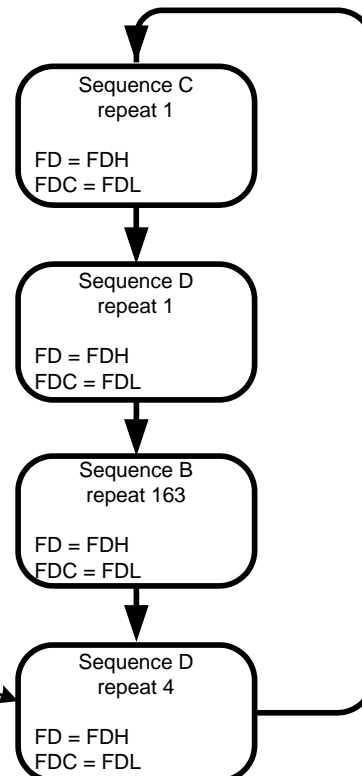 Sequence C
repeat 1
FD = FDH
FDC = FDL
Sequence D
repeat 1
FD = FDH
FDC = FDL
Sequence B
repeat 163
FD = FDH
FDC = FDL
Sequence D
repeat 4
FD = FDH
FDC = FDL